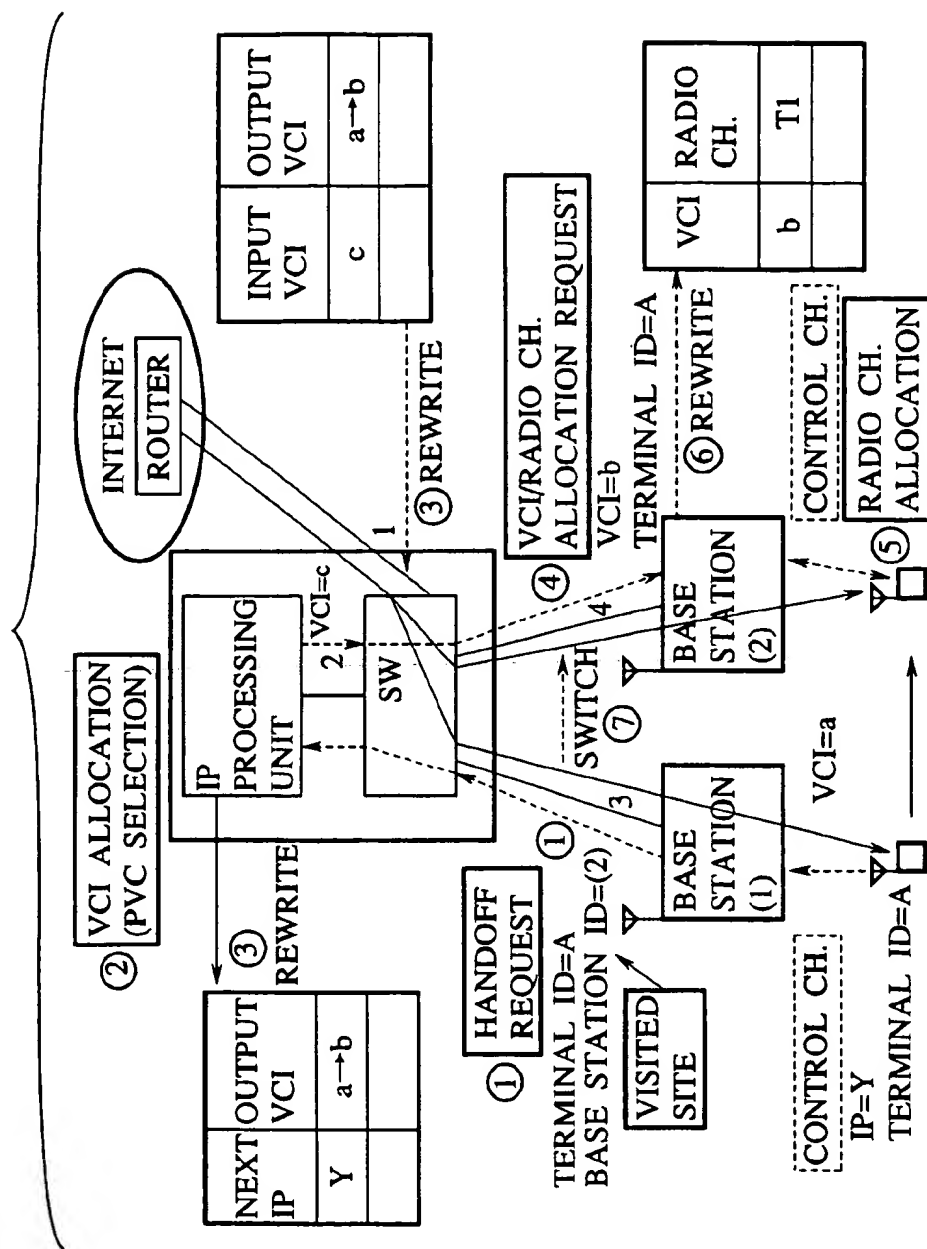 ② VCI ALLOCATION
(PVC SELECTION)
INTERNET
ROUTER
NEXT IP
OUTPUT VCI
Y
a→b
③
REWRITE
IP
PROCESSING
UNIT
VCI=c
2
SW
1
③ REWRITE
INPUT VCI
OUTPUT VCI
c
a→b
① HANDOFF
REQUEST
TERMINAL ID=A
BASE STATION ID=(2)
VISITED
SITE
①
SWITCH
⑦
3
4
④ VCI/RADIO CH.
ALLOCATION REQUEST
VCI=b
TERMINAL ID=A
⑥ REWRITE
VCI
RADIO CH.
b
T1
BASE
STATION
(1)
BASE
STATION
(2)
CONTROL CH.
IP=Y
TERMINAL ID=A
VCI=a
CONTROL CH.
⑤ RADIO CH.
ALLOCATION